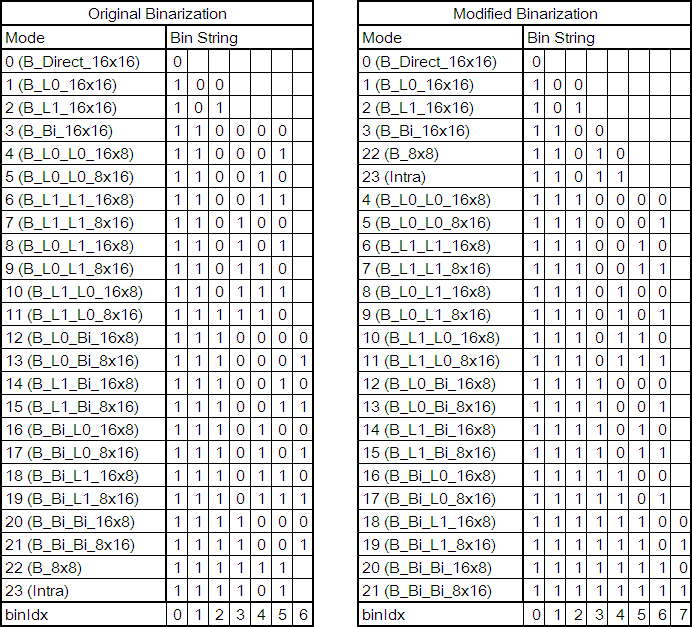 Original Binarization
Mode Bin String
0 (B_Direct_16x16) 0
1 (B_L0_16x16) 1 0 0
2 (B_L1_16x16) 1 0 1
3 (B_Bi_16x16) 1 1 0 0 0 0
4 (B_L0_L0_16x8) 1 1 0 0 0 1
5 (B_L0_L0_8x16) 1 1 0 0 1 0
6 (B_L1_L1_16x8) 1 1 0 0 1 1
7 (B_L1_L1_8x16) 1 1 0 1 0 0
8 (B_L0_L1_16x8) 1 1 0 1 0 1
9 (B_L0_L1_8x16) 1 1 0 1 1 0
10 (B_L1_L0_16x8) 1 1 0 1 1 1
11 (B_L1_L0_8x16) 1 1 1 1 1 0
12 (B_L0_Bi_16x8) 1 1 1 0 0 0 0
13 (B_L0_Bi_8x16) 1 1 1 0 0 0 1
14 (B_L1_Bi_16x8) 1 1 1 0 0 1 0
15 (B_L1_Bi_8x16) 1 1 1 0 0 1 1
16 (B_Bi_L0_16x8) 1 1 1 0 1 0 0
17 (B_Bi_L0_8x16) 1 1 1 0 1 0 1
18 (B_Bi_L1_16x8) 1 1 1 0 1 1 0
19 (B_Bi_L1_8x16) 1 1 1 0 1 1 1
20 (B_Bi_Bi_16x8) 1 1 1 1 0 0 0
21 (B_Bi_Bi_8x16) 1 1 1 1 0 0 1
22 (B_8x8) 1 1 1 1 1 1
23 (Intra) 1 1 1 1 0 1
binIdx 0 1 2 3 4 5 6
Modified Binarization
Mode Bin String
0 (B_Direct_16x16) 0
1 (B_L0_16x16) 1 0 0
2 (B_L1_16x16) 1 0 1
3 (B_Bi_16x16) 1 1 0 0
22 (B_8x8) 1 1 0 1 0
23 (Intra) 1 1 0 1 1
4 (B_L0_L0_16x8) 1 1 1 0 0 0 0
5 (B_L0_L0_8x16) 1 1 1 0 0 0 1
6 (B_L1_L1_16x8) 1 1 1 0 0 1 0
7 (B_L1_L1_8x16) 1 1 1 0 0 1 1
8 (B_L0_L1_16x8) 1 1 1 0 1 0 0
9 (B_L0_L1_8x16) 1 1 1 0 1 0 1
10 (B_L1_L0_16x8) 1 1 1 0 1 1 0
11 (B_L1_L0_8x16) 1 1 1 0 1 1 1
12 (B_L0_Bi_16x8) 1 1 1 1 0 0 0
13 (B_L0_Bi_8x16) 1 1 1 1 0 0 1
14 (B_L1_Bi_16x8) 1 1 1 1 0 1 0
15 (B_L1_Bi_8x16) 1 1 1 1 0 1 1
16 (B_Bi_L0_16x8) 1 1 1 1 1 0 0
17 (B_Bi_L0_8x16) 1 1 1 1 1 0 1
18 (B_Bi_L1_16x8) 1 1 1 1 1 1 0 0
19 (B_Bi_L1_8x16) 1 1 1 1 1 1 0 1
20 (B_Bi_Bi_16x8) 1 1 1 1 1 1 1 0
21 (B_Bi_Bi_8x16) 1 1 1 1 1 1 1 1
binIdx 0 1 2 3 4 5 6 7